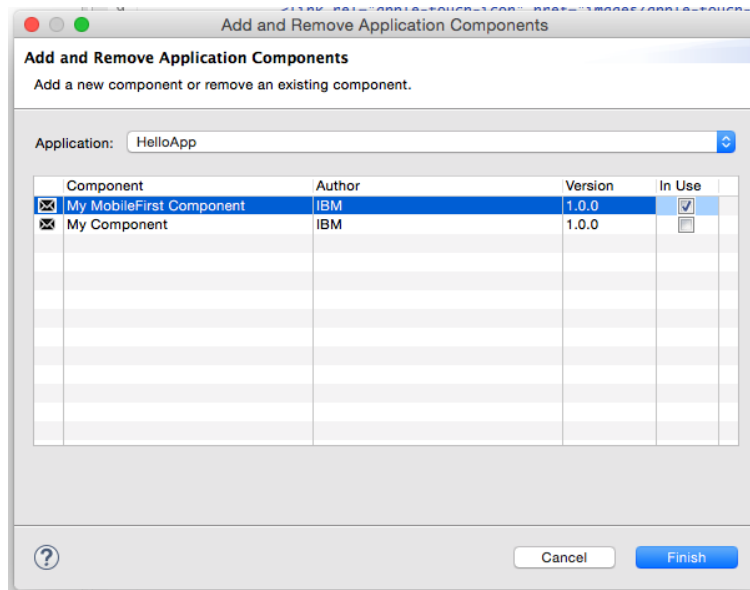 Add and Remove Application Components
Add and Remove Application Components
Add a new component or remove an existing component.
Application: HelloApp
Component Author Version In Use
My MobileFirst Component IBM 1.0.0
My Component IBM 1.0.0
?
Cancel Finish